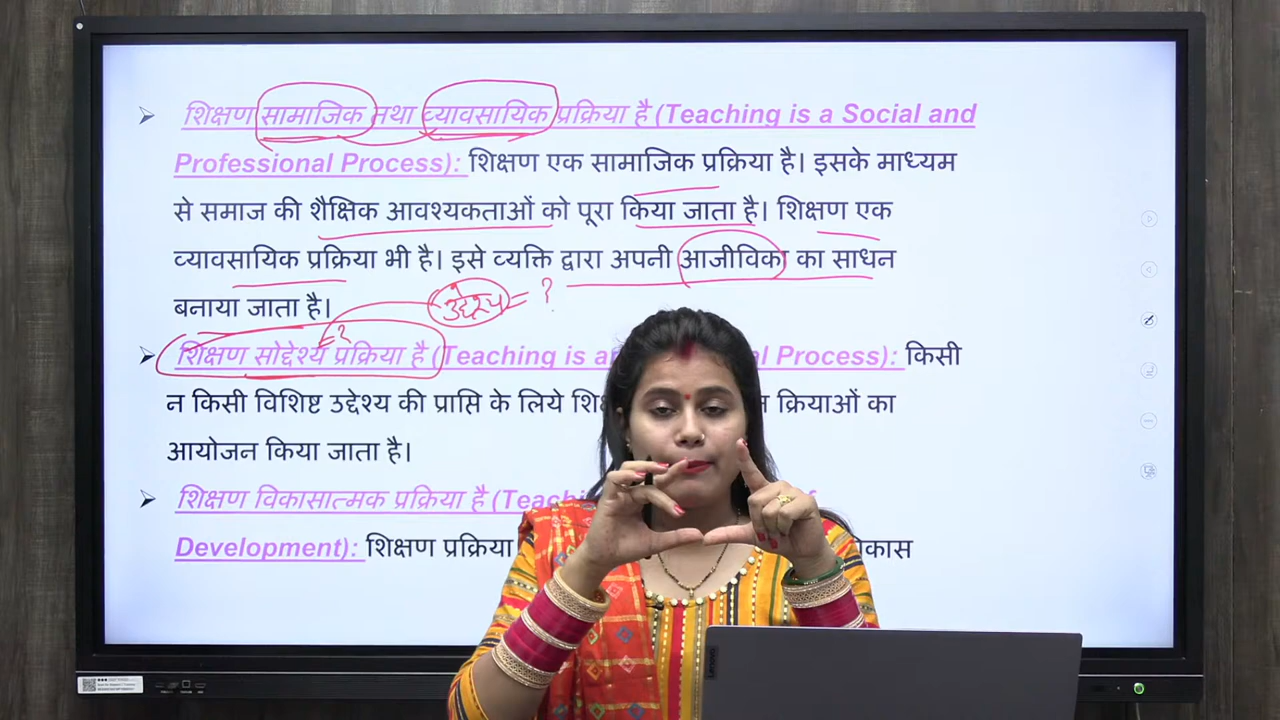 शिक्षण सामाजिक तथा व्यावसायिक प्रक्रिया है (Teaching is a Social and
Professional Process): शिक्षण एक सामाजिक प्रक्रिया है। इसके माध्यम
से समाज की शैक्षिक आवश्यकताओं को पूरा किया जाता है। शिक्षण एक
व्यावसायिक प्रक्रिया भी है। इसे व्यक्ति द्वारा अपनी आजीविका का साधन
बनाया जाता है।
उद्देश्य = ?
= ?
शिक्षण सोद्देश्य प्रक्रिया है (Teaching is Process): किसी
न किसी विशिष्ट उद्देश्य की प्राप्ति के लिये क्रियाओं का
आयोजन किया जाता है।
शिक्षण विकासात्मक प्रक्रिया है
Development): शिक्षण प्रक्रिया
Lenovo